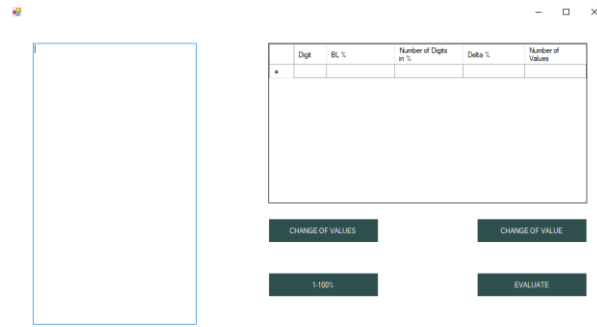 Digit BL % Number of Digits in % Delta % Number of Values
CHANGE OF VALUES CHANGE OF VALUE
1-100% EVALUATE